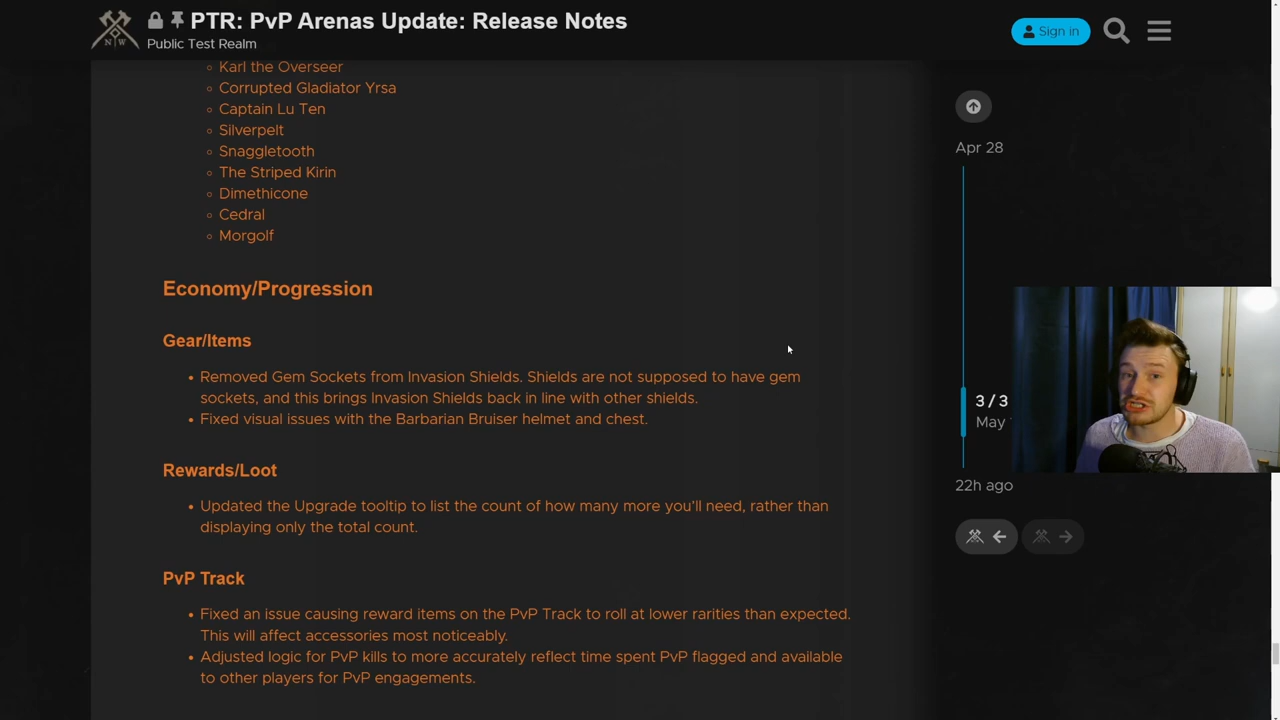 PTR: PvP Arenas Update: Release Notes
Public Test Realm
N W
Sign in
Karl the Overseer
Corrupted Gladiator Yrsa
Captain Lu Ten
Silverpelt
Snaggletooth
The Striped Kirin
Dimethicone
Cedral
Morgolf
Economy/Progression
Gear/Items
Removed Gem Sockets from Invasion Shields. Shields are not supposed to have gem
sockets, and this brings Invasion Shields back in line with other shields.
Fixed visual issues with the Barbarian Bruiser helmet and chest.
Rewards/Loot
Updated the Upgrade tooltip to list the count of how many more you'll need, rather than
displaying only the total count.
PvP Track
Fixed an issue causing reward items on the PvP Track to roll at lower rarities than expected.
This will affect accessories most noticeably.
Adjusted logic for PvP kills to more accurately reflect time spent PvP flagged and available
to other players for PvP engagements.
Apr 28
3 / 3
May
22h ago